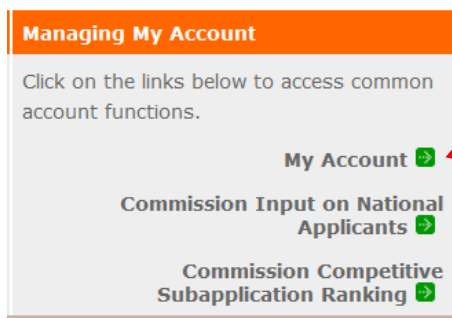 Managing My Account
Click on the links below to access common
account functions.
My Account
Commission Input on National
Applicants
Commission Competitive
Subapplication Ranking